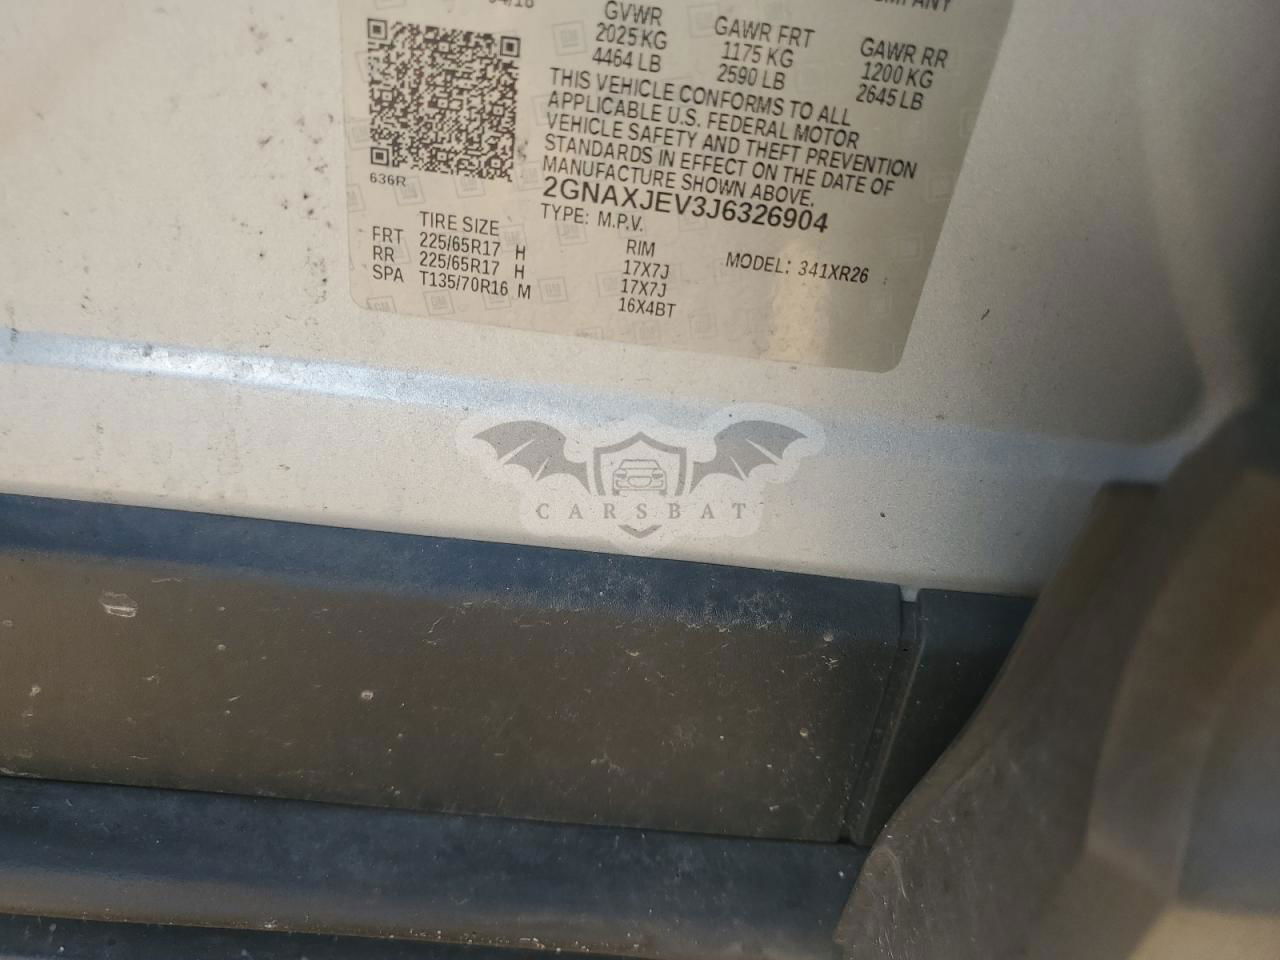 GVWR GAWR FRT GAWR RR
2025 KG 1175 KG 1200 KG
4464 LB 2590 LB 2645 LB
THIS VEHICLE CONFORMS TO ALL
APPLICABLE U.S. FEDERAL MOTOR
VEHICLE SAFETY AND THEFT PREVENTION
STANDARDS IN EFFECT ON THE DATE OF
MANUFACTURE SHOWN ABOVE.
2GNAXJEV3J6326904
TYPE: M.P.V.
636R
TIRE SIZE RIM MODEL: 341XR26
FRT 225/65R17 H 17X7J
RR 225/65R17 H 17X7J
SPA T135/70R16 M 16X4BT
CARSBAT